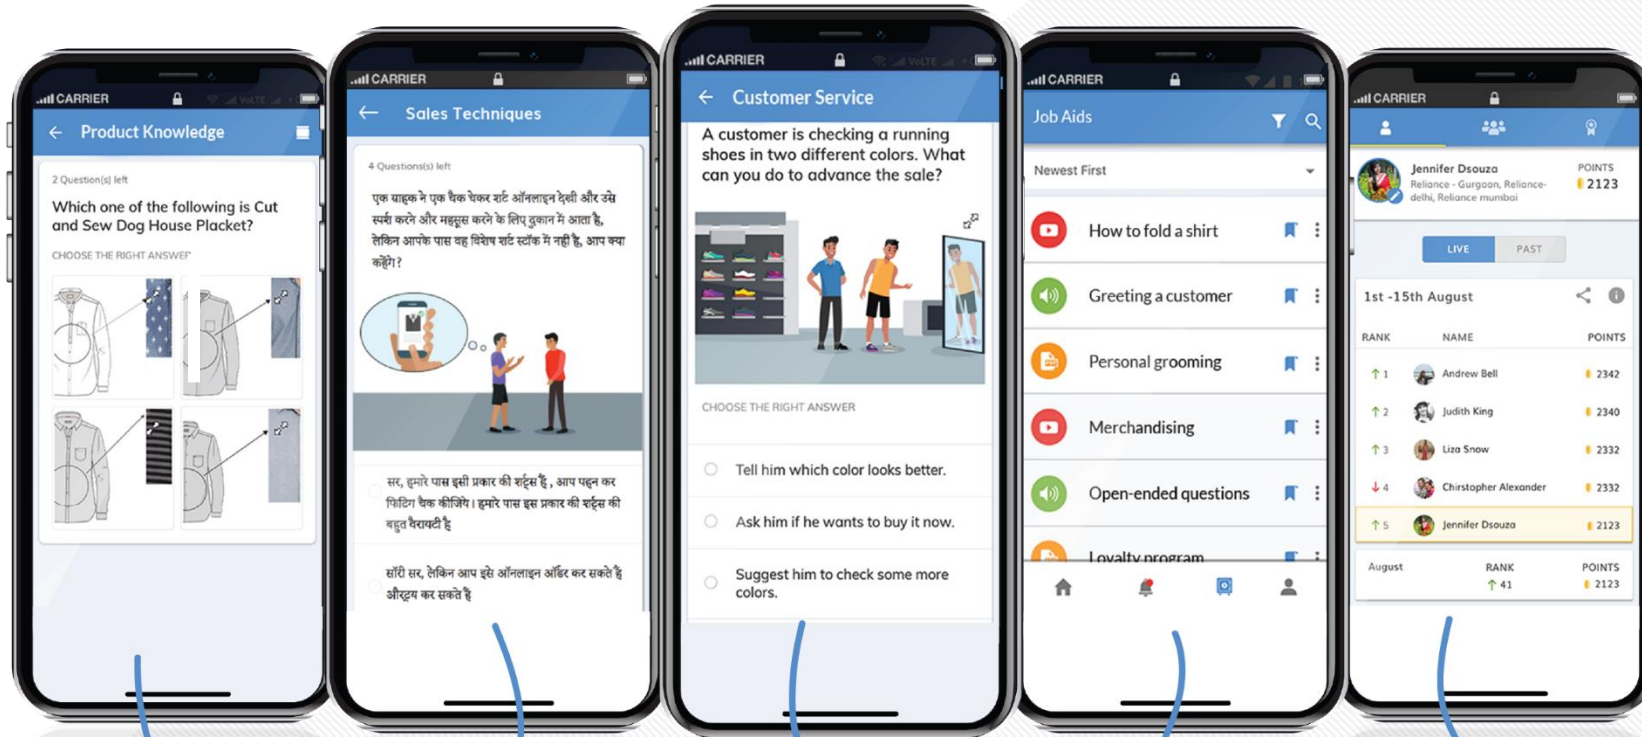 CARRIER
VoLTE
Product Knowledge
2 Question(s) left
Which one of the following is Cut
and Sew Dog House Placket?
CHOOSE THE RIGHT ANSWER
CARRIER
Sales Techniques
4 Questions(s) left
एक ग्राहक ने एक चैक चेकर शर्ट ऑनलाइन देखी और उसे
स्पर्श करने और महसूस करने के लिए दुकान में आता है,
लेकिन आपके पास वह विशेष शर्ट स्टॉक में नहीं है, आप क्या
कहेंगे?
सर, हमारे पास इसी प्रकार की शर्ट्स हैं , आप पहन कर
फिटिंग चैक कीजिये। हमारे पास इस प्रकार की शर्ट्स की
बहुत वैरायटी है
सॉरी सर, लेकिन आप इसे ऑनलाइन ऑर्डर कर सकते हैं
और्ट्रय कर सकते हैं
CARRIER
VoLTE
Customer Service
A customer is checking a running
shoes in two different colors. What
can you do to advance the sale?
CHOOSE THE RIGHT ANSWER
Tell him which color looks better.
Ask him if he wants to buy it now.
Suggest him to check some more
colors.
CARRIER
Job Aids
Newest First
How to fold a shirt
Greeting a customer
Personal grooming
Merchandising
Open-ended questions
Loyalty program
CARRIER
Jennifer Dsouza
POINTS
Reliance - Gurgaon, Reliance-
2123
delhi, Reliance mumbai
LIVE PAST
1st -15th August
RANK NAME POINTS
↑ 1 Andrew Bell 2342
↑ 2 Judith King 2340
↑ 3 Liza Snow 2332
↓ 4 Chirstopher Alexander 2332
↑ 5 Jennifer Dsouza 2123
August RANK POINTS
↑ 41 2123